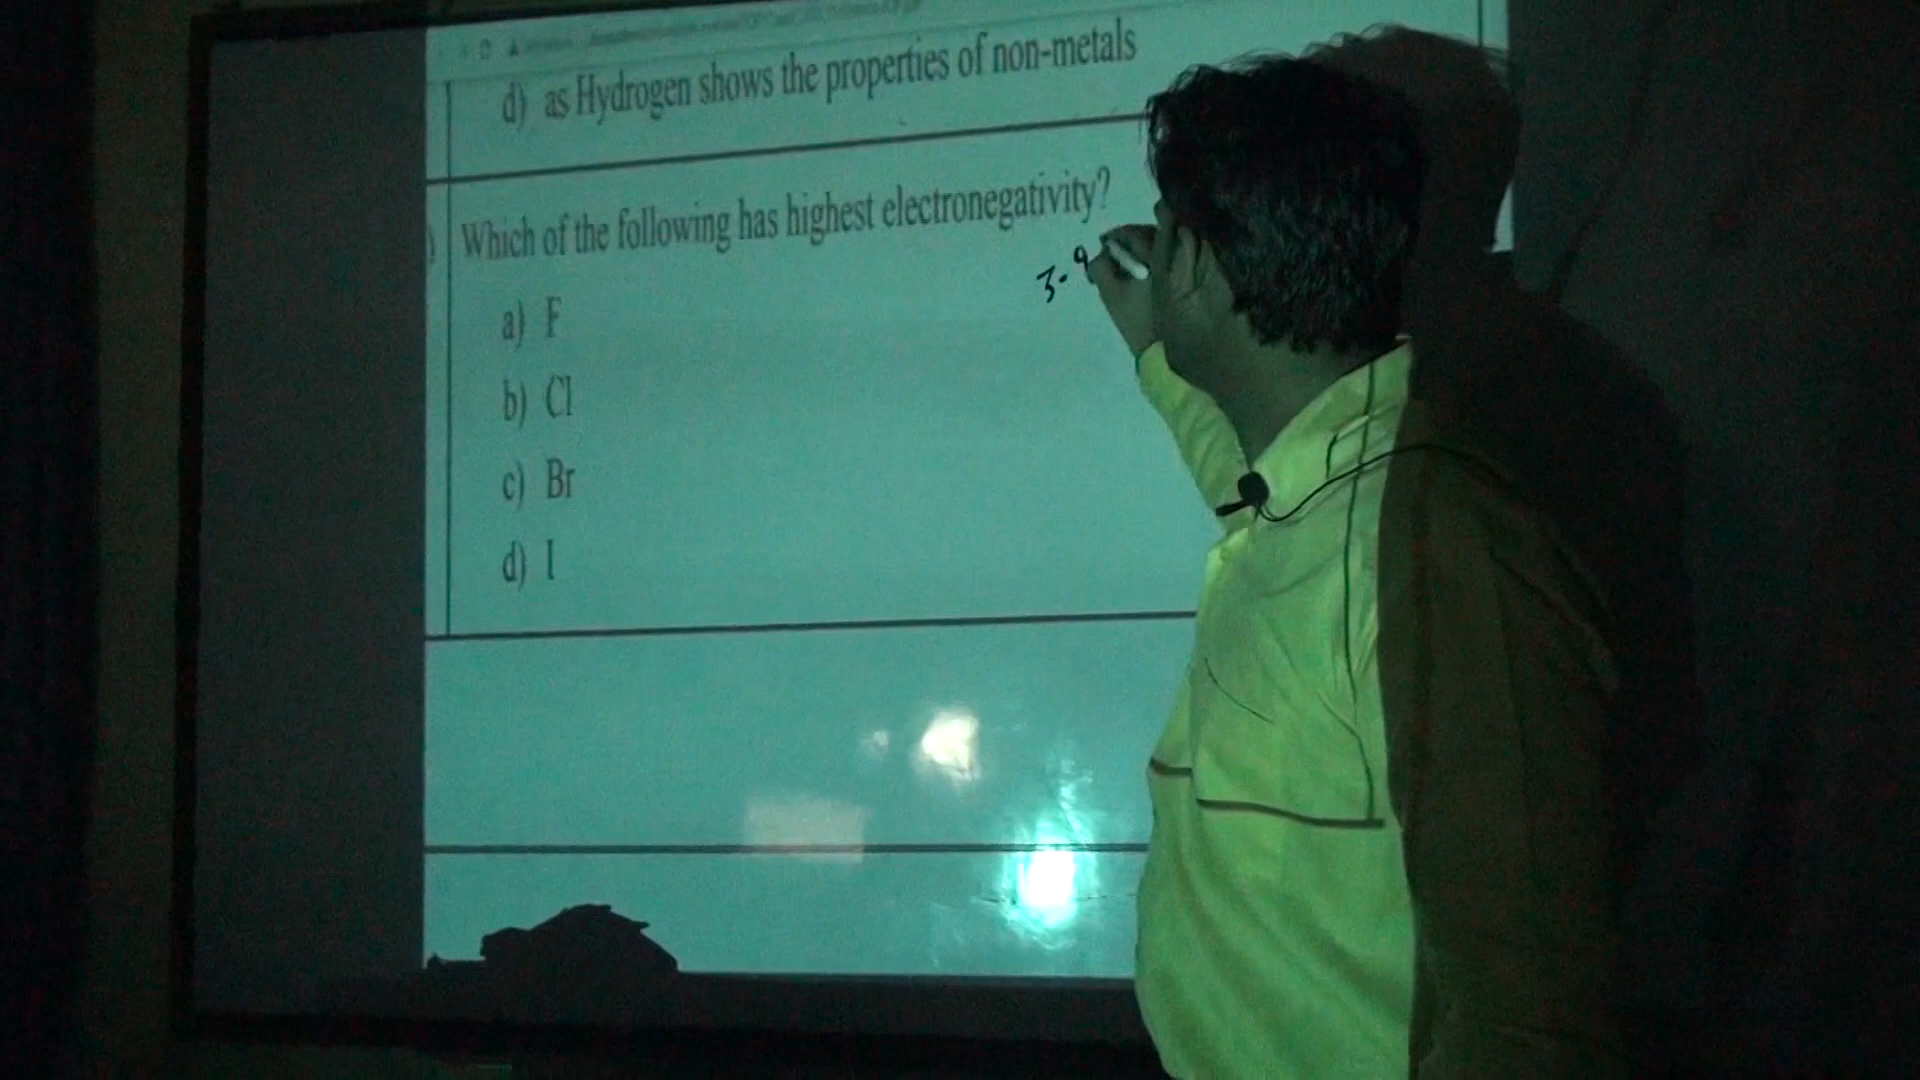 d) as Hydrogen shows the properties of non-metals
Which of the following has highest electronegativity?
3.9
a) F
b) Cl
c) Br
d) I